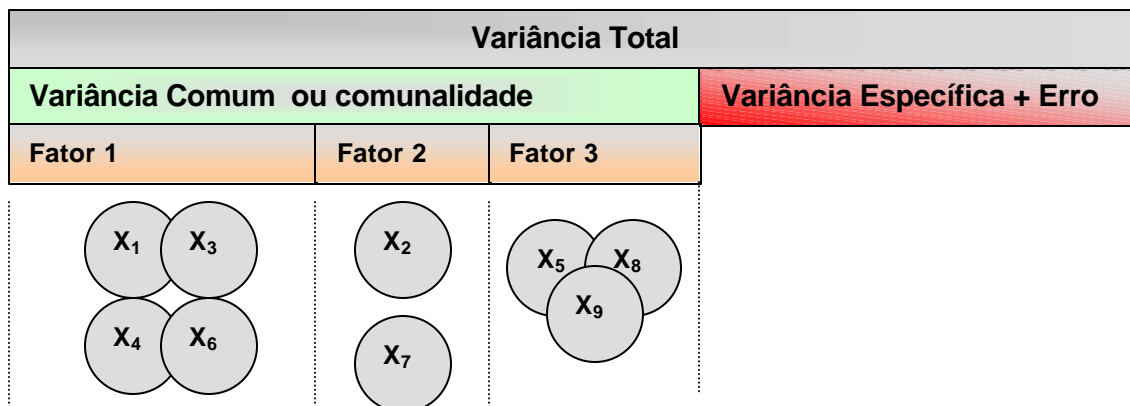 Variância Total
Variância Comum ou comunalidade Variância Específica + Erro
Fator 1 Fator 2 Fator 3
X₁ X₃ X₂ X₅ X₈
X₉
X₄ X₆ X₇